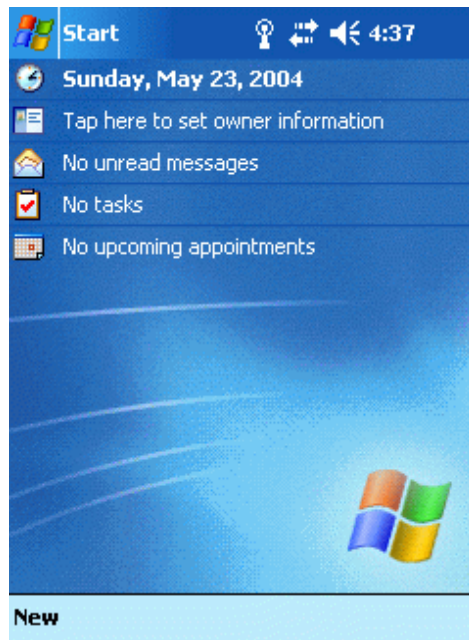 Start 4:37
Sunday, May 23, 2004
Tap here to set owner information
No unread messages
No tasks
No upcoming appointments
New